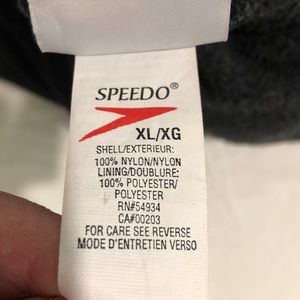 SPEEDO®
XL/XG
SHELL/EXTERIEUR:
100% NYLON/NYLON
LINING/DOUBLURE:
100% POLYESTER/
POLYESTER
RN#54934
CA#00203
FOR CARE SEE REVERSE
MODE D'ENTRETIEN VERSO